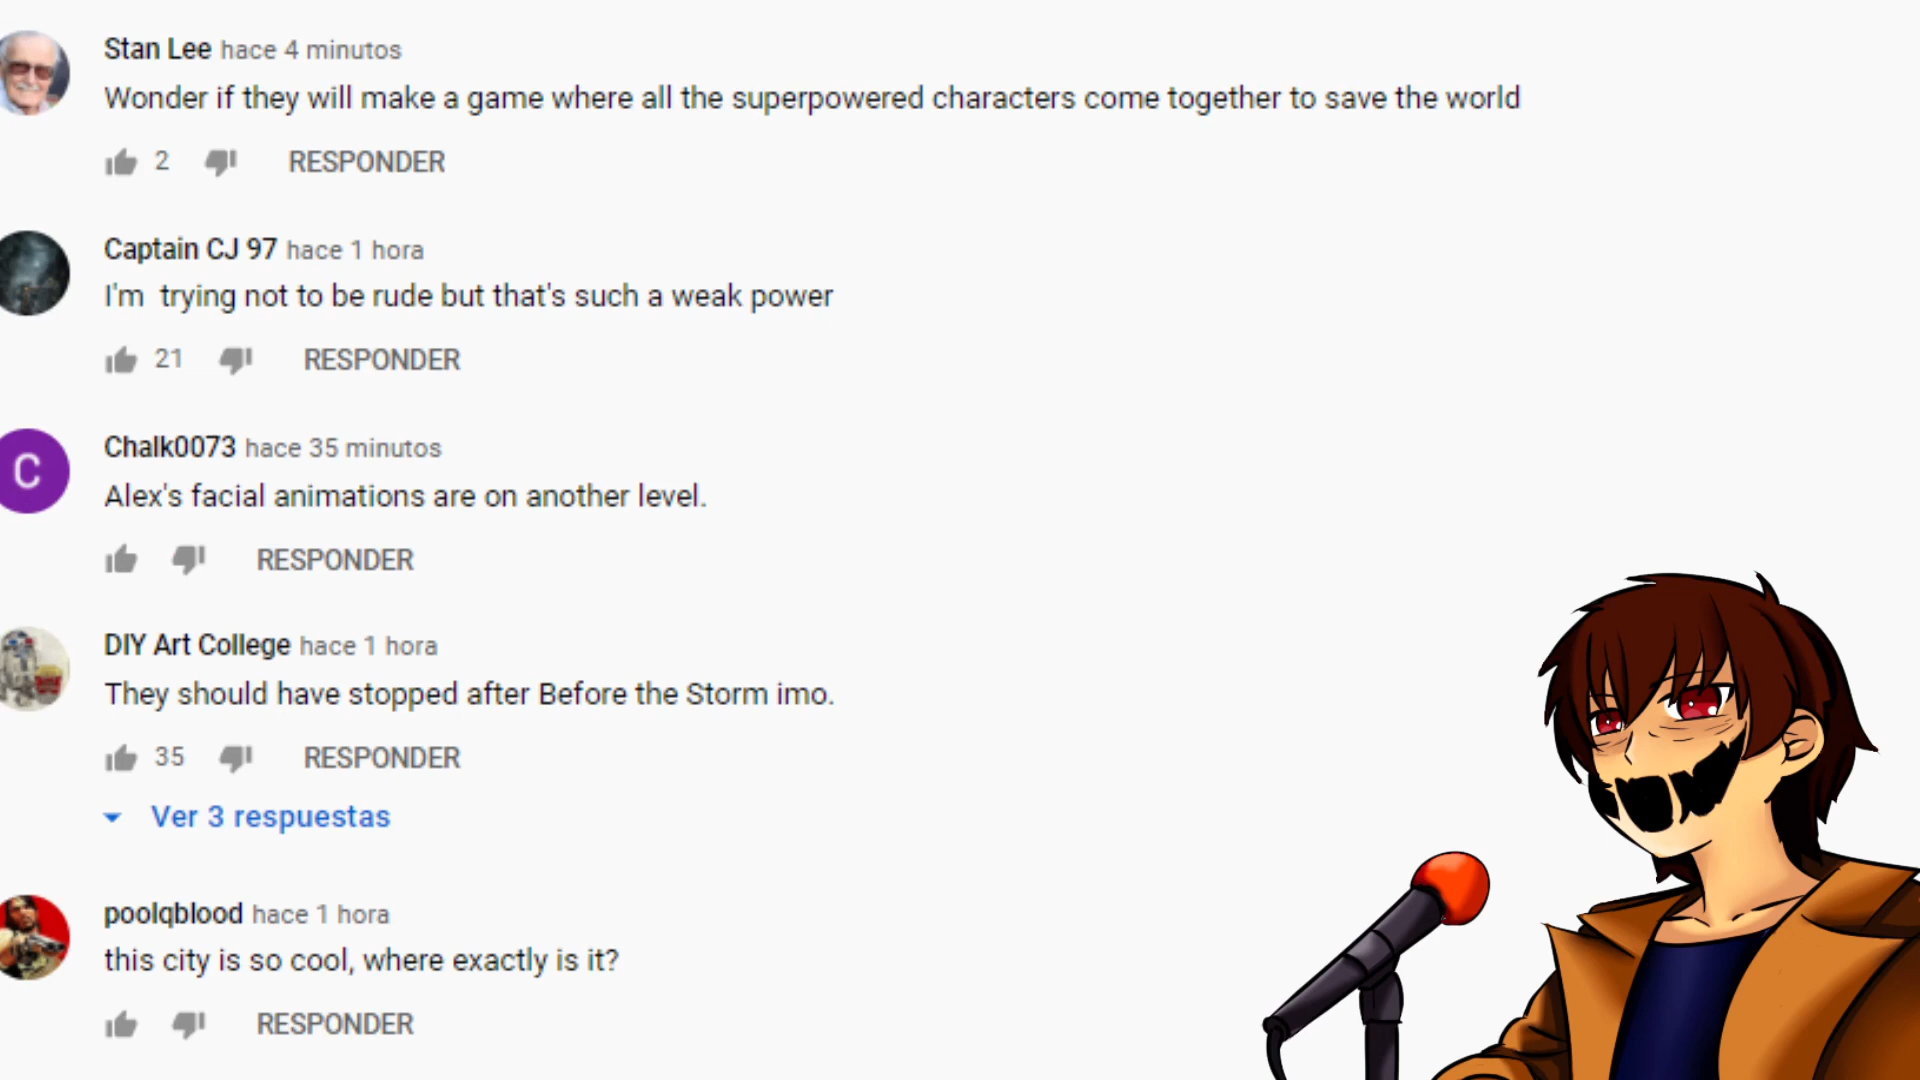 Stan Lee hace 4 minutos
Wonder if they will make a game where all the superpowered characters come together to save the world
2 RESPONDER
Captain CJ 97 hace 1 hora
I'm  trying not to be rude but that's such a weak power
21 RESPONDER
C
Chalk0073 hace 35 minutos
Alex's facial animations are on another level.
RESPONDER
DIY Art College hace 1 hora
They should have stopped after Before the Storm imo.
35 RESPONDER
Ver 3 respuestas
poolqblood hace 1 hora
this city is so cool, where exactly is it?
RESPONDER